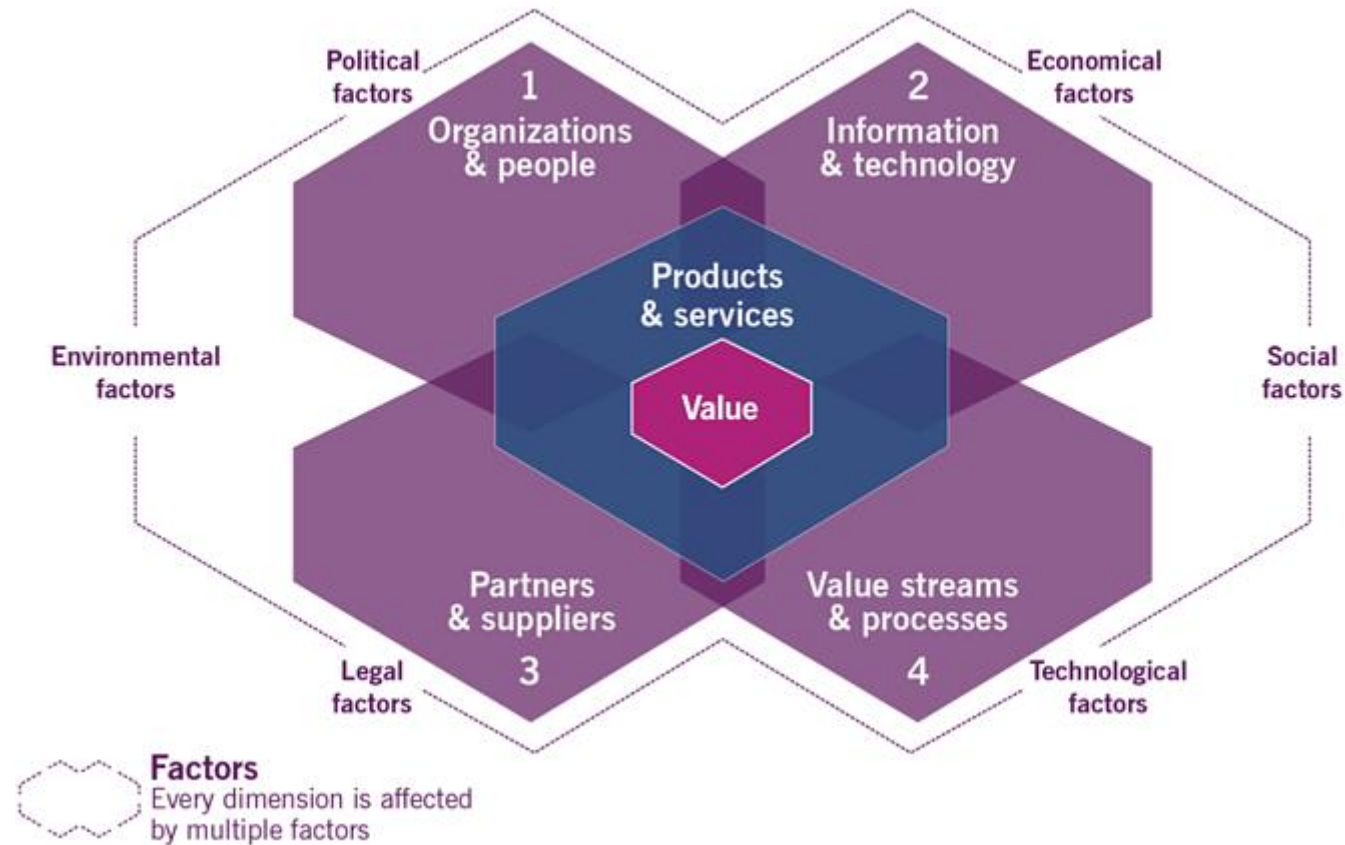 Political
factors
1
Organizations
& people
2
Information
& technology
Economical
factors
Products
& services
Environmental
factors
Value
Social
factors
Partners
& suppliers
3
Value streams
& processes
4
Legal
factors
Technological
factors
Factors
Every dimension is affected
by multiple factors